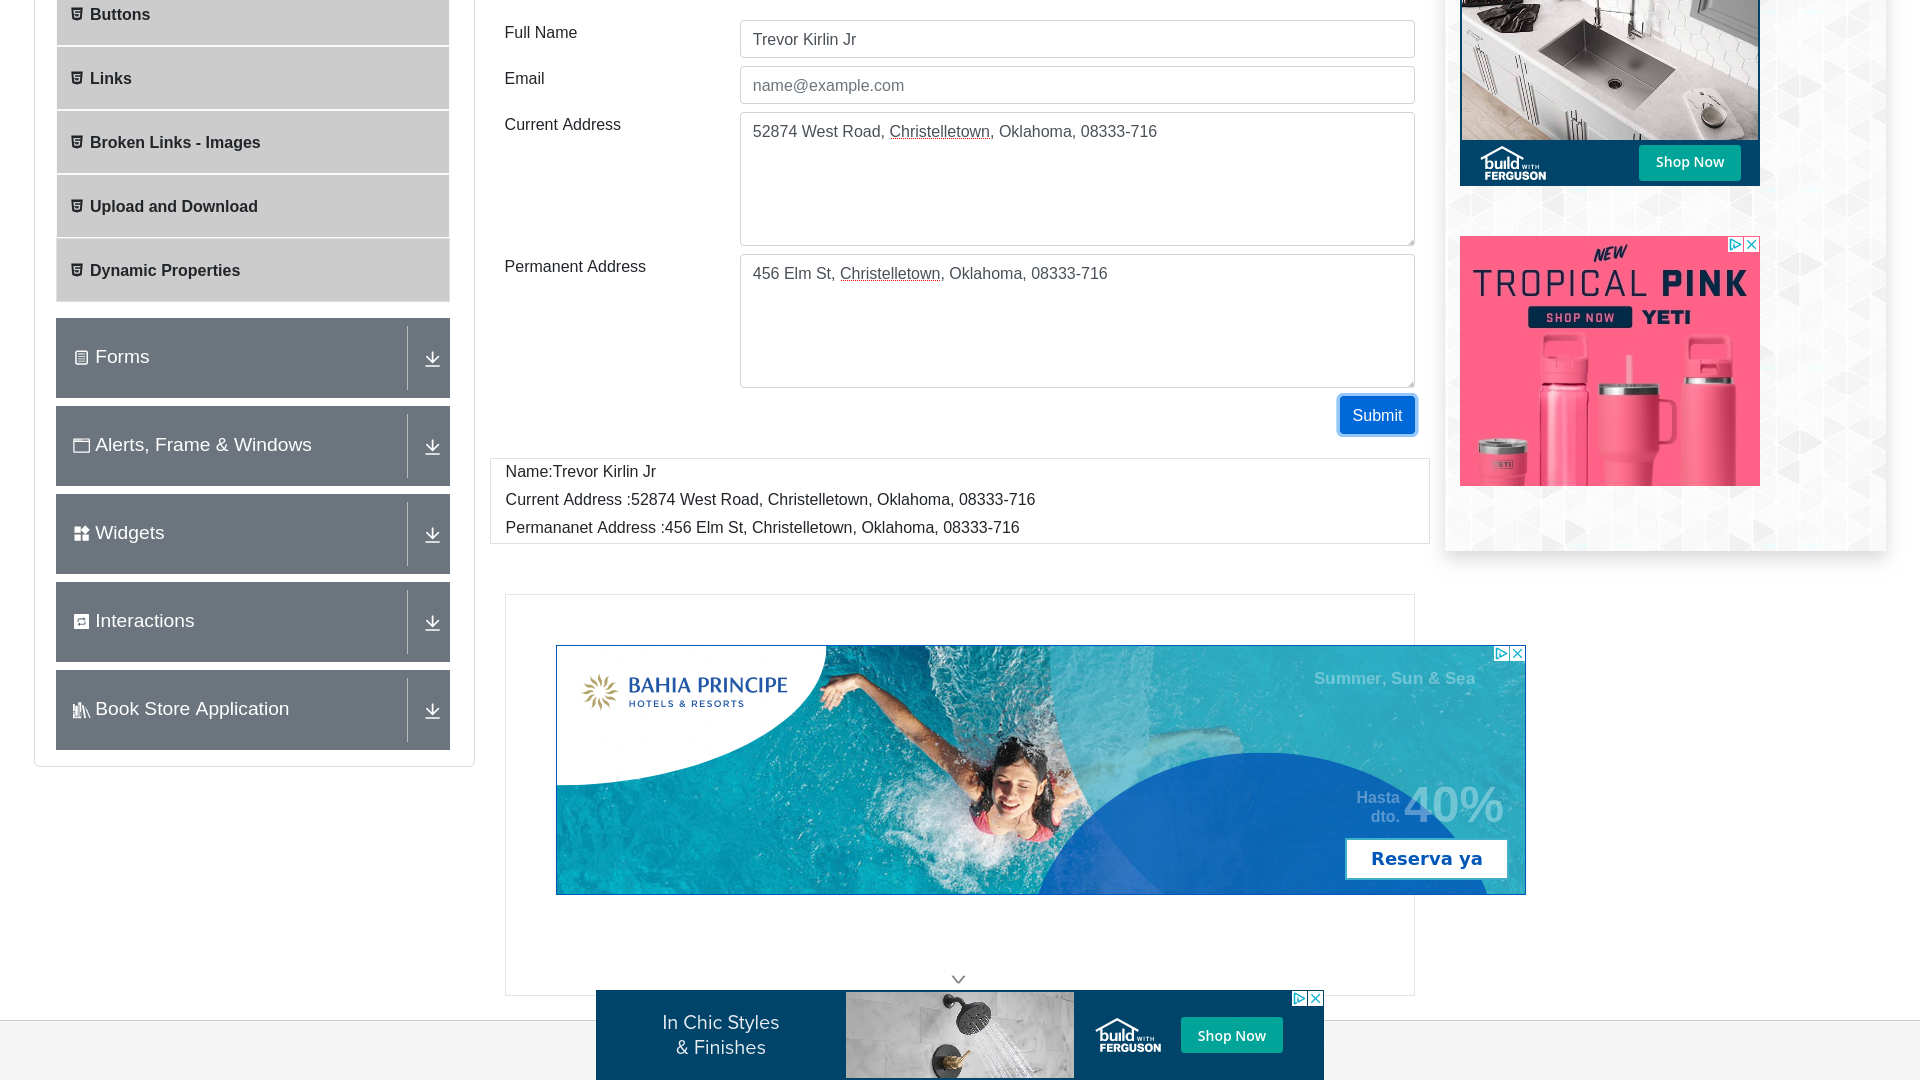 Buttons
Links
Broken Links - Images
Upload and Download
Dynamic Properties
Forms
Alerts, Frame & Windows
Widgets
Interactions
Book Store Application
Full Name
Trevor Kirlin Jr
Email
name@example.com
Current Address
52874 West Road, Christelletown, Oklahoma, 08333-716
Permanent Address
456 Elm St, Christelletown, Oklahoma, 08333-716
Submit
Name:Trevor Kirlin Jr
Current Address :52874 West Road, Christelletown, Oklahoma, 08333-716
Permananet Address :456 Elm St, Christelletown, Oklahoma, 08333-716
build WITH
FERGUSON
Shop Now
NEW
TROPICAL PINK
SHOP NOW YETI
YETI
BAHIA PRINCIPE
HOTELS & RESORTS
Summer, Sun & Sea
Hasta
dto. 40%
Reserva ya
In Chic Styles
& Finishes
build WITH
FERGUSON
Shop Now